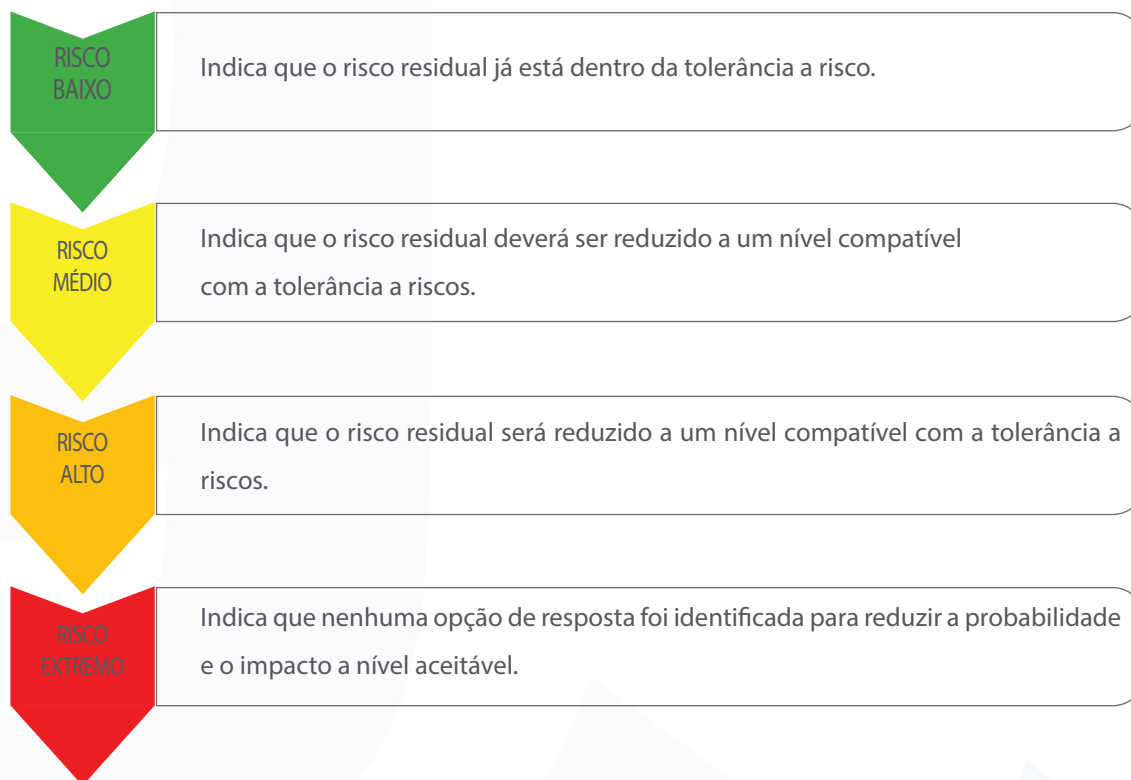 RISCO
BAIXO
Indica que o risco residual já está dentro da tolerância a risco.
RISCO
MÉDIO
Indica que o risco residual deverá ser reduzido a um nível compatível
com a tolerância a riscos.
RISCO
ALTO
Indica que o risco residual será reduzido a um nível compatível com a tolerância a
riscos.
RISCO
EXTREMO
Indica que nenhuma opção de resposta foi identificada para reduzir a probabilidade
e o impacto a nível aceitável.